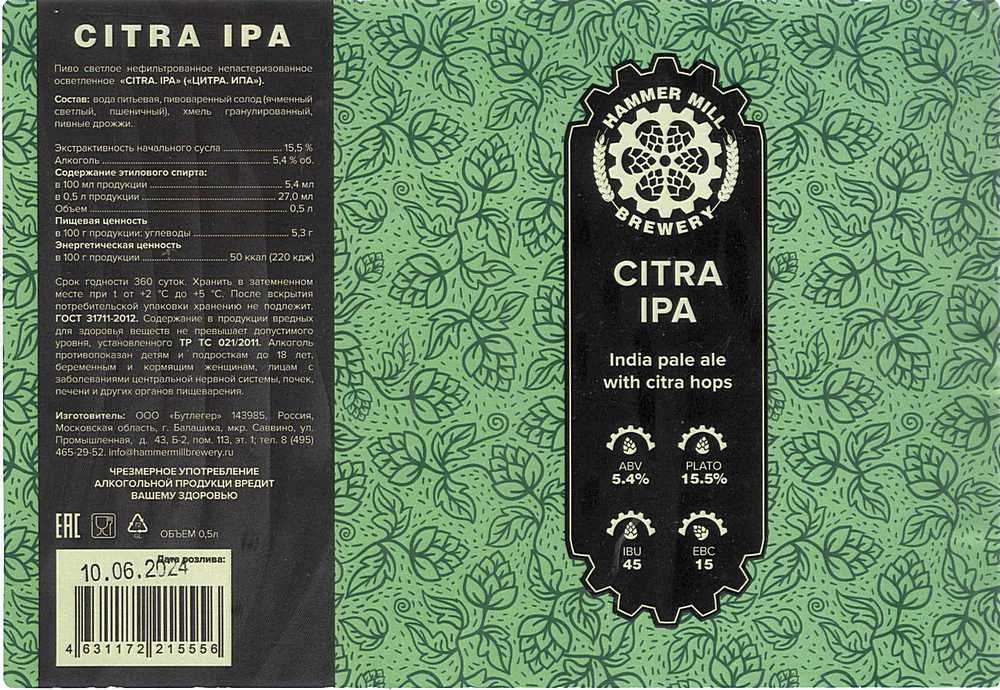 CITRA IPA
Пиво светлое нефильтрованное непастеризованное
осветленное «CITRA. IPA» («ЦИТРА. ИПА»).
Состав: вода питьевая, пивоваренный солод (ячменный
светлый, пшеничный), хмель гранулированный,
пивные дрожжи.
Экстрактивность начального сусла ... 15,5 %
Алкоголь ... 5,4 % об.
Содержание этилового спирта:
в 100 мл продукции ... 5,4 мл
в 0,5 л продукции ... 27,0 мл
Объем ... 0,5 л
Пищевая ценность
в 100 г продукции: углеводы ... 5,3 г
Энергетическая ценность
в 100 г продукции ... 50 ккал (220 кдж)
Срок годности 360 суток. Хранить в затемненном
месте при t от +2 °C до +5 °C. После вскрытия
потребительской упаковки хранению не подлежит.
ГОСТ 31711-2012. Содержание в продукции вредных
для здоровья веществ не превышает допустимого
уровня, установленного ТР ТС 021/2011. Алкоголь
противопоказан детям и подросткам до 18 лет,
беременным и кормящим женщинам, лицам с
заболеваниями центральной нервной системы, почек,
печени и других органов пищеварения.
Изготовитель: ООО «Бутлегер» 143985, Россия,
Московская область, г. Балашиха, мкр. Саввино, ул.
Промышленная, д. 43, Б-2, пом. 113, эт. 1; тел. 8 (495)
465-29-52. info@hammermillbrewery.ru
ЧРЕЗМЕРНОЕ УПОТРЕБЛЕНИЕ
АЛКОГОЛЬНОЙ ПРОДУКЦИ ВРЕДИТ
ВАШЕМУ ЗДОРОВЬЮ
EAC
GL
ОБЪЕМ 0,5л
Дата розлива:
10.06.2024
4 631172 215556
HAMMER MILL
BREWERY
CITRA
IPA
India pale ale
with citra hops
ABV PLATO
5.4% 15.5%
IBU EBC
45 15